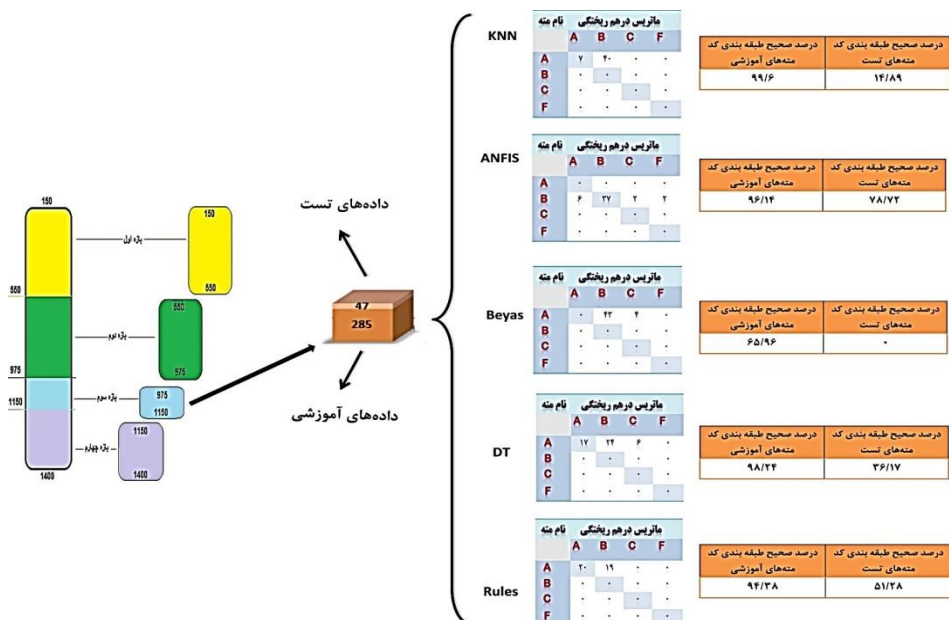 150
150
بازه اول
550
550
550
بازه دوم
975
975
975
بازه سوم
1150
1150
1150
بازه چهارم
1400
1400
داده‌های تست
47
285
داده‌های آموزشی
KNN
نام مته ماتریس درهم ریختگی
A B C F
A ۷ ۴۰ ۰ ۰
B ۰ ۰ ۰ ۰
C ۰ ۰ ۰ ۰
F ۰ ۰ ۰ ۰
درصد صحیح طبقه بندی کد مته‌های آموزشی
درصد صحیح طبقه بندی کد مته‌های تست
۹۹/۶ ۱۴/۸۹
ANFIS
نام مته ماتریس درهم ریختگی
A B C F
A ۰ ۰ ۰ ۰
B ۶ ۳۷ ۲ ۲
C ۰ ۰ ۰ ۰
F ۰ ۰ ۰ ۰
درصد صحیح طبقه بندی کد مته‌های آموزشی
درصد صحیح طبقه بندی کد مته‌های تست
۹۶/۱۴ ۷۸/۷۲
Beyas
نام مته ماتریس درهم ریختگی
A B C F
A ۰ ۴۳ ۴ ۰
B ۰ ۰ ۰ ۰
C ۰ ۰ ۰ ۰
F ۰ ۰ ۰ ۰
درصد صحیح طبقه بندی کد مته‌های آموزشی
درصد صحیح طبقه بندی کد مته‌های تست
۶۵/۹۶ ۰
DT
نام مته ماتریس درهم ریختگی
A B C F
A ۱۷ ۲۴ ۶ ۰
B ۰ ۰ ۰ ۰
C ۰ ۰ ۰ ۰
F ۰ ۰ ۰ ۰
درصد صحیح طبقه بندی کد مته‌های آموزشی
درصد صحیح طبقه بندی کد مته‌های تست
۹۸/۲۴ ۳۶/۱۷
Rules
نام مته ماتریس درهم ریختگی
A B C F
A ۲۰ ۱۹ ۰ ۰
B ۰ ۰ ۰ ۰
C ۰ ۰ ۰ ۰
F ۰ ۰ ۰ ۰
درصد صحیح طبقه بندی کد مته‌های آموزشی
درصد صحیح طبقه بندی کد مته‌های تست
۹۴/۳۸ ۵۱/۲۸